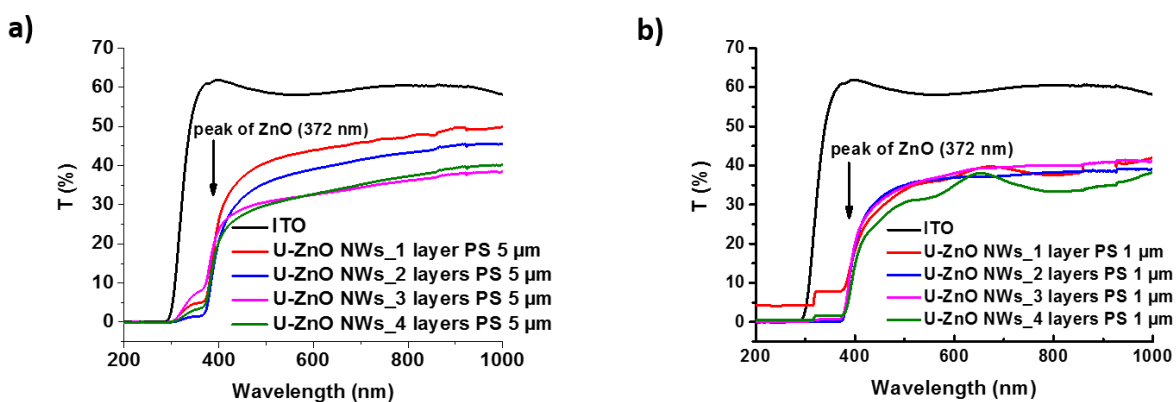 a)
70
60
50
40
30
20
10
0
T (%)
peak of ZnO (372 nm)
ITO
U-ZnO NWs_1 layer PS 5 µm
U-ZnO NWs_2 layers PS 5 µm
U-ZnO NWs_3 layers PS 5 µm
U-ZnO NWs_4 layers PS 5 µm
200 400 600 800 1000
Wavelength (nm)
b)
70
60
50
40
30
20
10
0
T (%)
peak of ZnO (372 nm)
ITO
U-ZnO NWs_1 layer PS 1 µm
U-ZnO NWs_2 layers PS 1 µm
U-ZnO NWs_3 layers PS 1 µm
U-ZnO NWs_4 layers PS 1 µm
200 400 600 800 1000
Wavelength (nm)